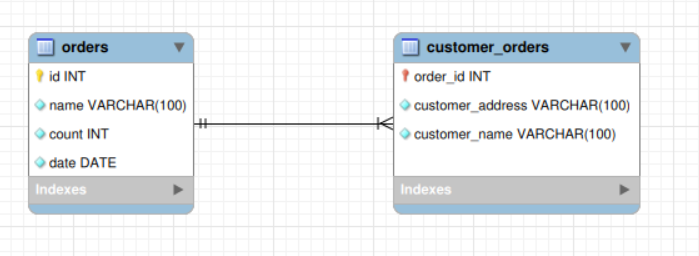 orders
id INT
name VARCHAR(100)
count INT
date DATE
Indexes
customer_orders
order_id INT
customer_address VARCHAR(100)
customer_name VARCHAR(100)
Indexes